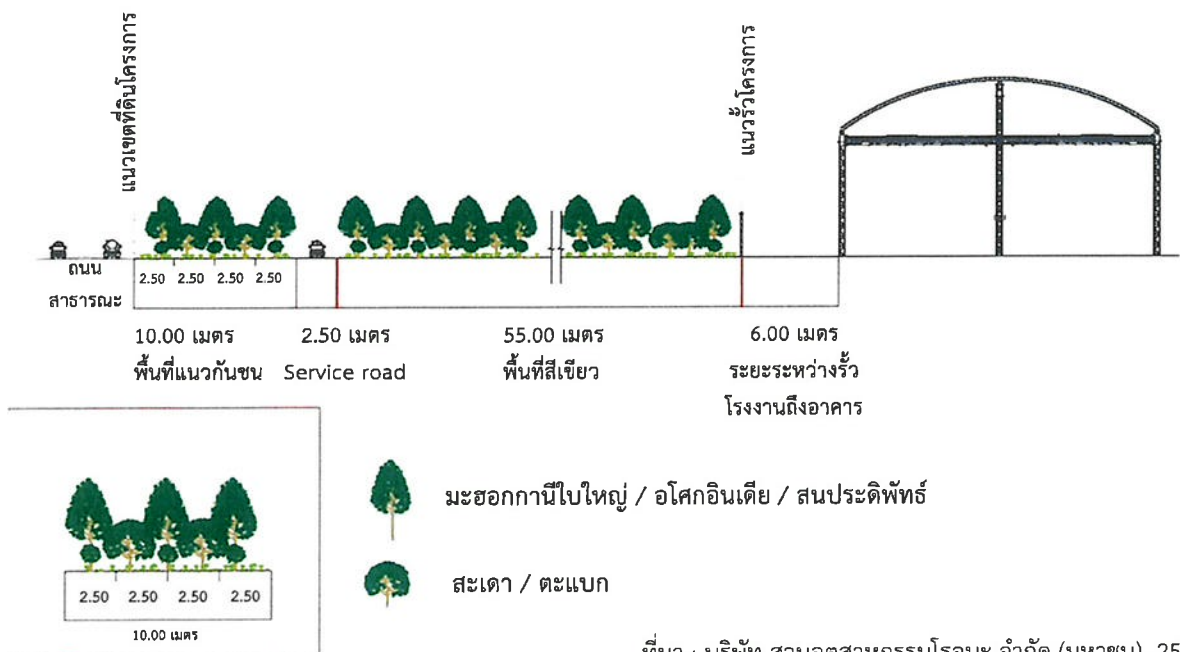 แนวเขตที่ดินโครงการ
แนวรั้วโครงการ
ถนน
สาธารณะ
2.50 2.50 2.50 2.50
10.00 เมตร 2.50 เมตร 55.00 เมตร 6.00 เมตร
พื้นที่แนวกันชน Service road พื้นที่สีเขียว ระยะระหว่างรั้ว
โรงงานถึงอาคาร
มะฮอกกานีใบใหญ่ / อโศกอินเดีย / สนประดิพัทธ์
สะเดา / ตะแบก
2.50 2.50 2.50 2.50
10.00 เมตร